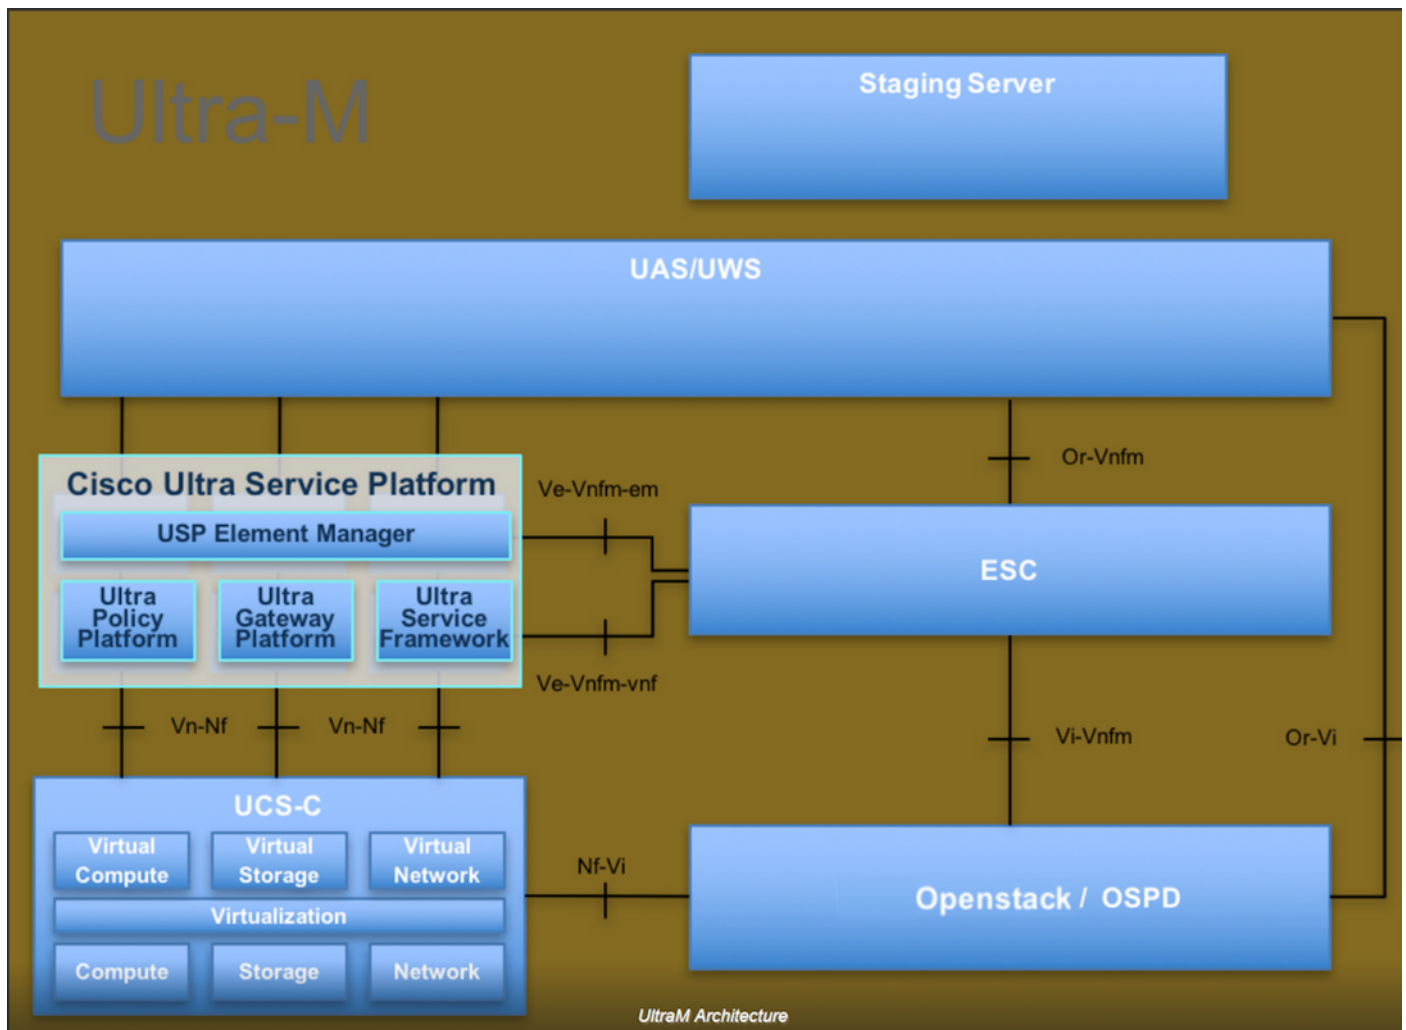 Ultra-M
Staging Server
UAS/UWS
Or-Vnfm
Cisco Ultra Service Platform
Ve-Vnfm-em
USP Element Manager
ESC
Ultra
Policy
Platform
Ultra
Gateway
Platform
Ultra
Service
Framework
Ve-Vnfm-vnf
Vn-Nf
Vn-Nf
Vi-Vnfm
Or-Vi
UCS-C
Virtual
Compute
Virtual
Storage
Virtual
Network
Nf-Vi
Openstack / OSPD
Virtualization
Compute
Storage
Network
UltraM Architecture